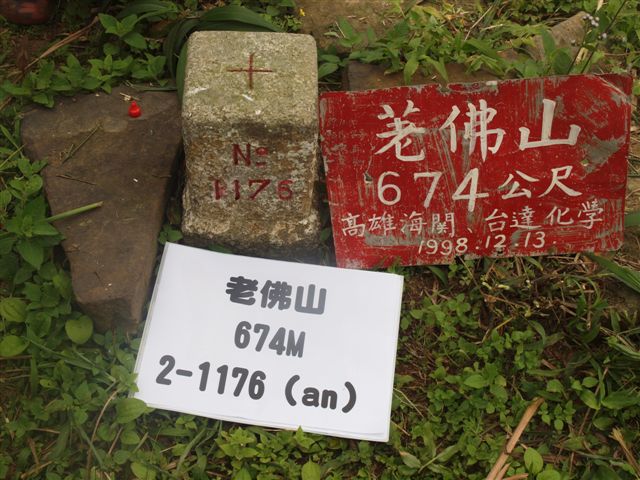 No
1176
老佛山
674公尺
高雄海關、台達化學
1998.12.13
老佛山
674M
2-1176 (an)